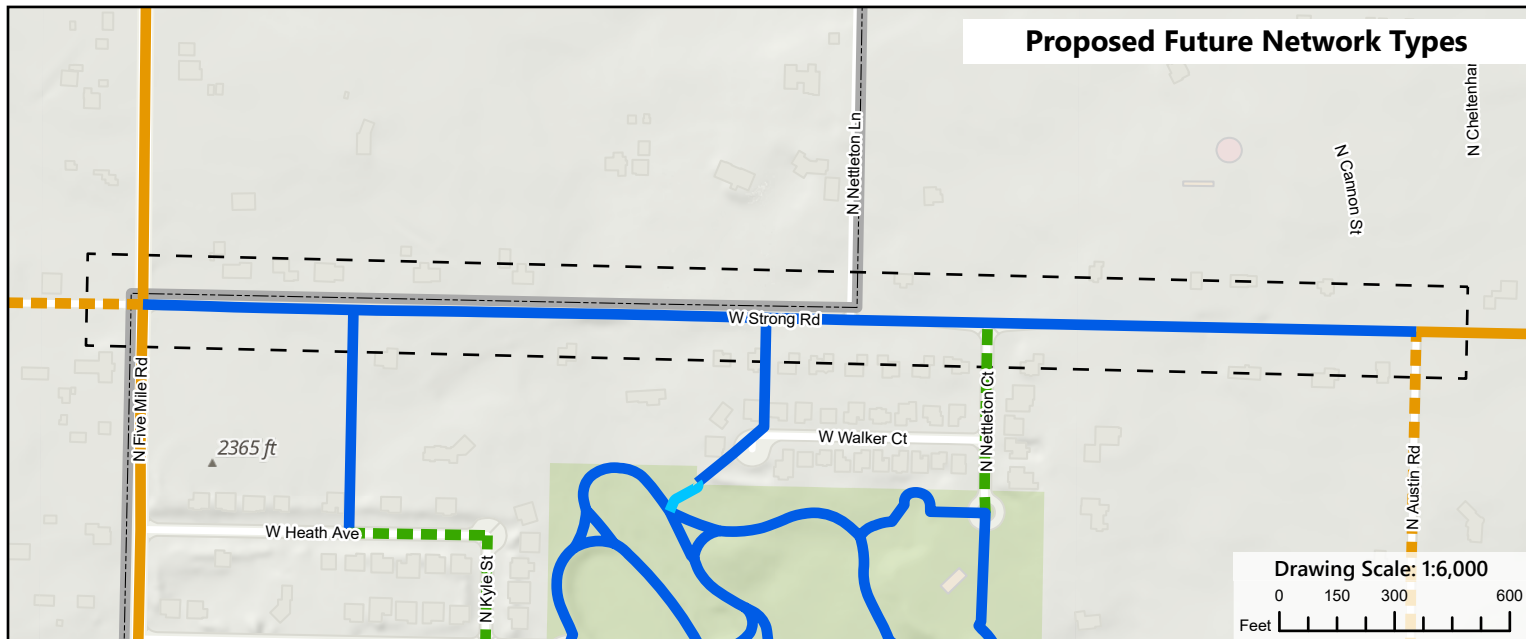 Proposed Future Network Types
N Cheltenha
N Nettleton Ln
N Cannon St
W Strong Rd
N Five Mile Rd
2365 ft
W Walker Ct
N Nettleton Ct
N Austin Rd
W Heath Ave
N Kyle St
Drawing Scale: 1:6,000
0 150 300 600
Feet